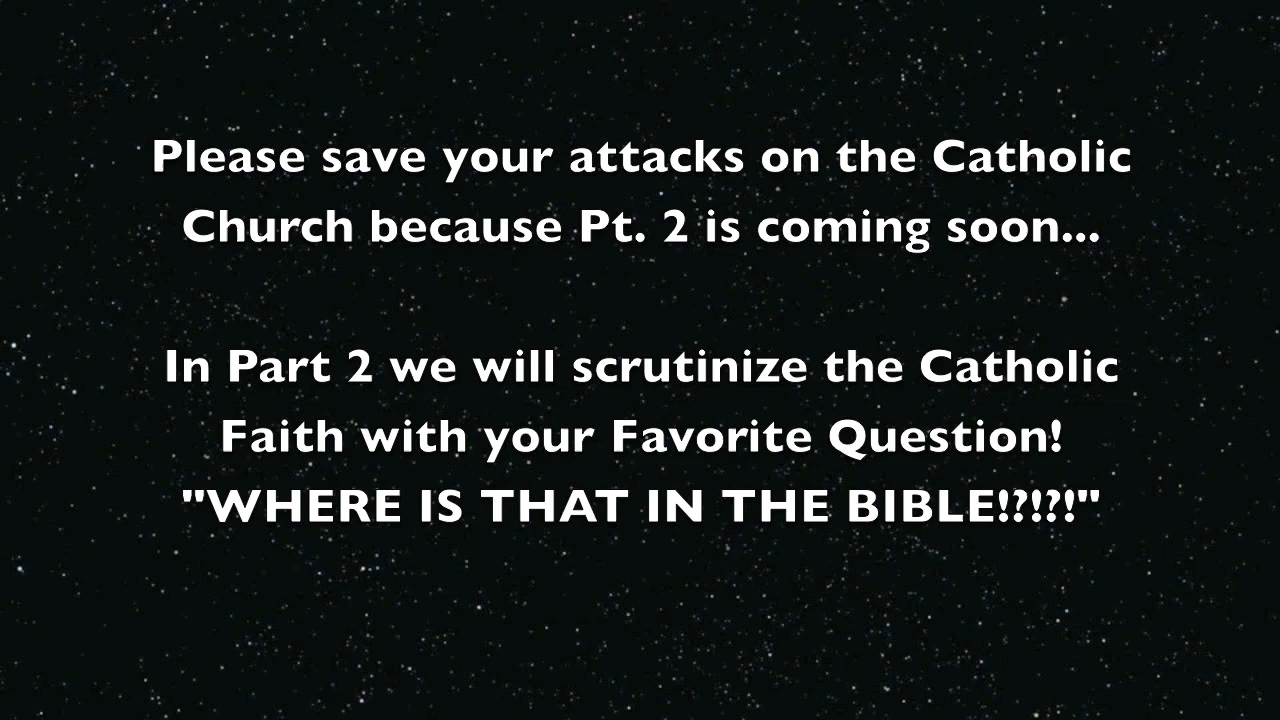 Please save your attacks on the Catholic
Church because Pt. 2 is coming soon...
In Part 2 we will scrutinize the Catholic
Faith with your Favorite Question!
"WHERE IS THAT IN THE BIBLE!?!?!"